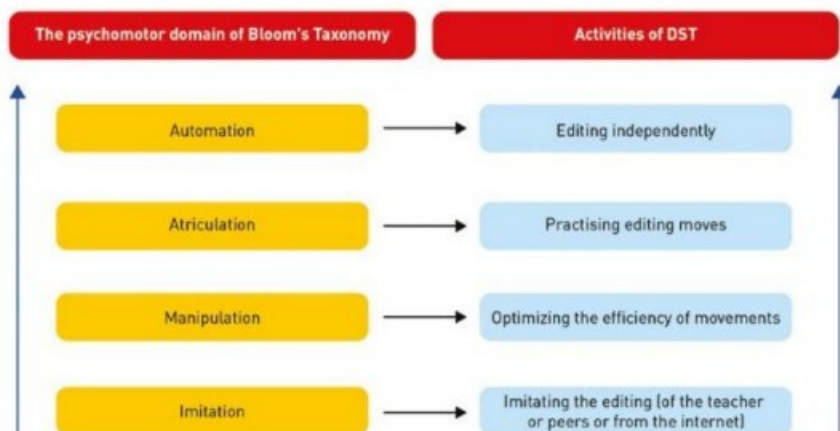 The psychomotor domain of Bloom's Taxonomy
Activities of DST
Automation
Editing independently
Atriculation
Practising editing moves
Manipulation
Optimizing the efficiency of movements
Imitation
Imitating the editing (of the teacher
or peers or from the internet)